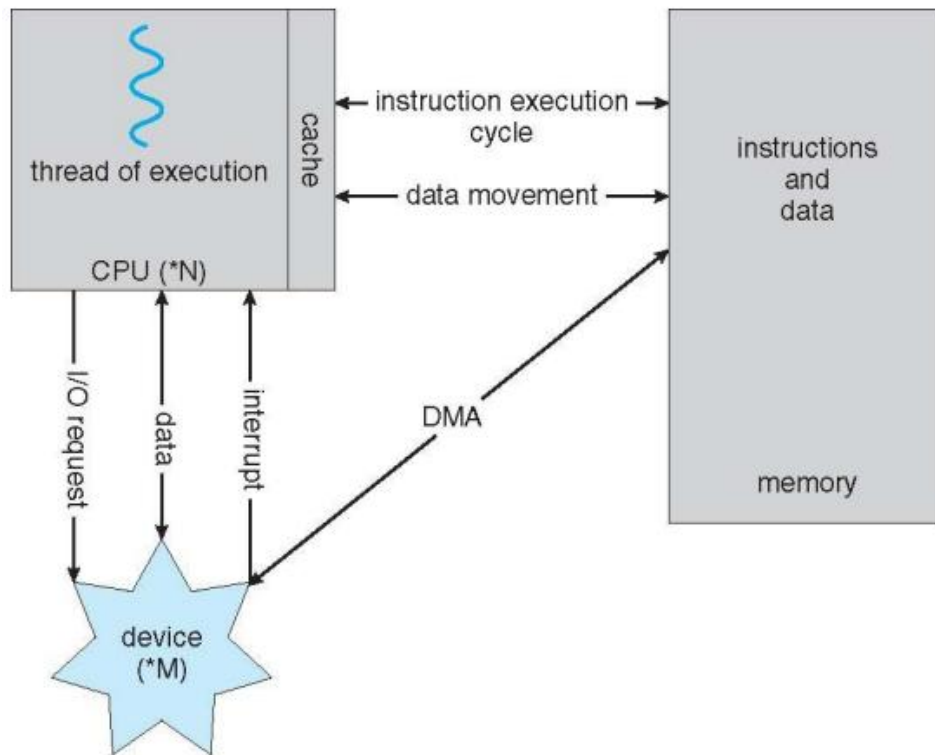 thread of execution
cache
CPU (*N)
instruction execution
cycle
data movement
instructions
and
data
memory
I/O request
data
interrupt
DMA
device
(*M)